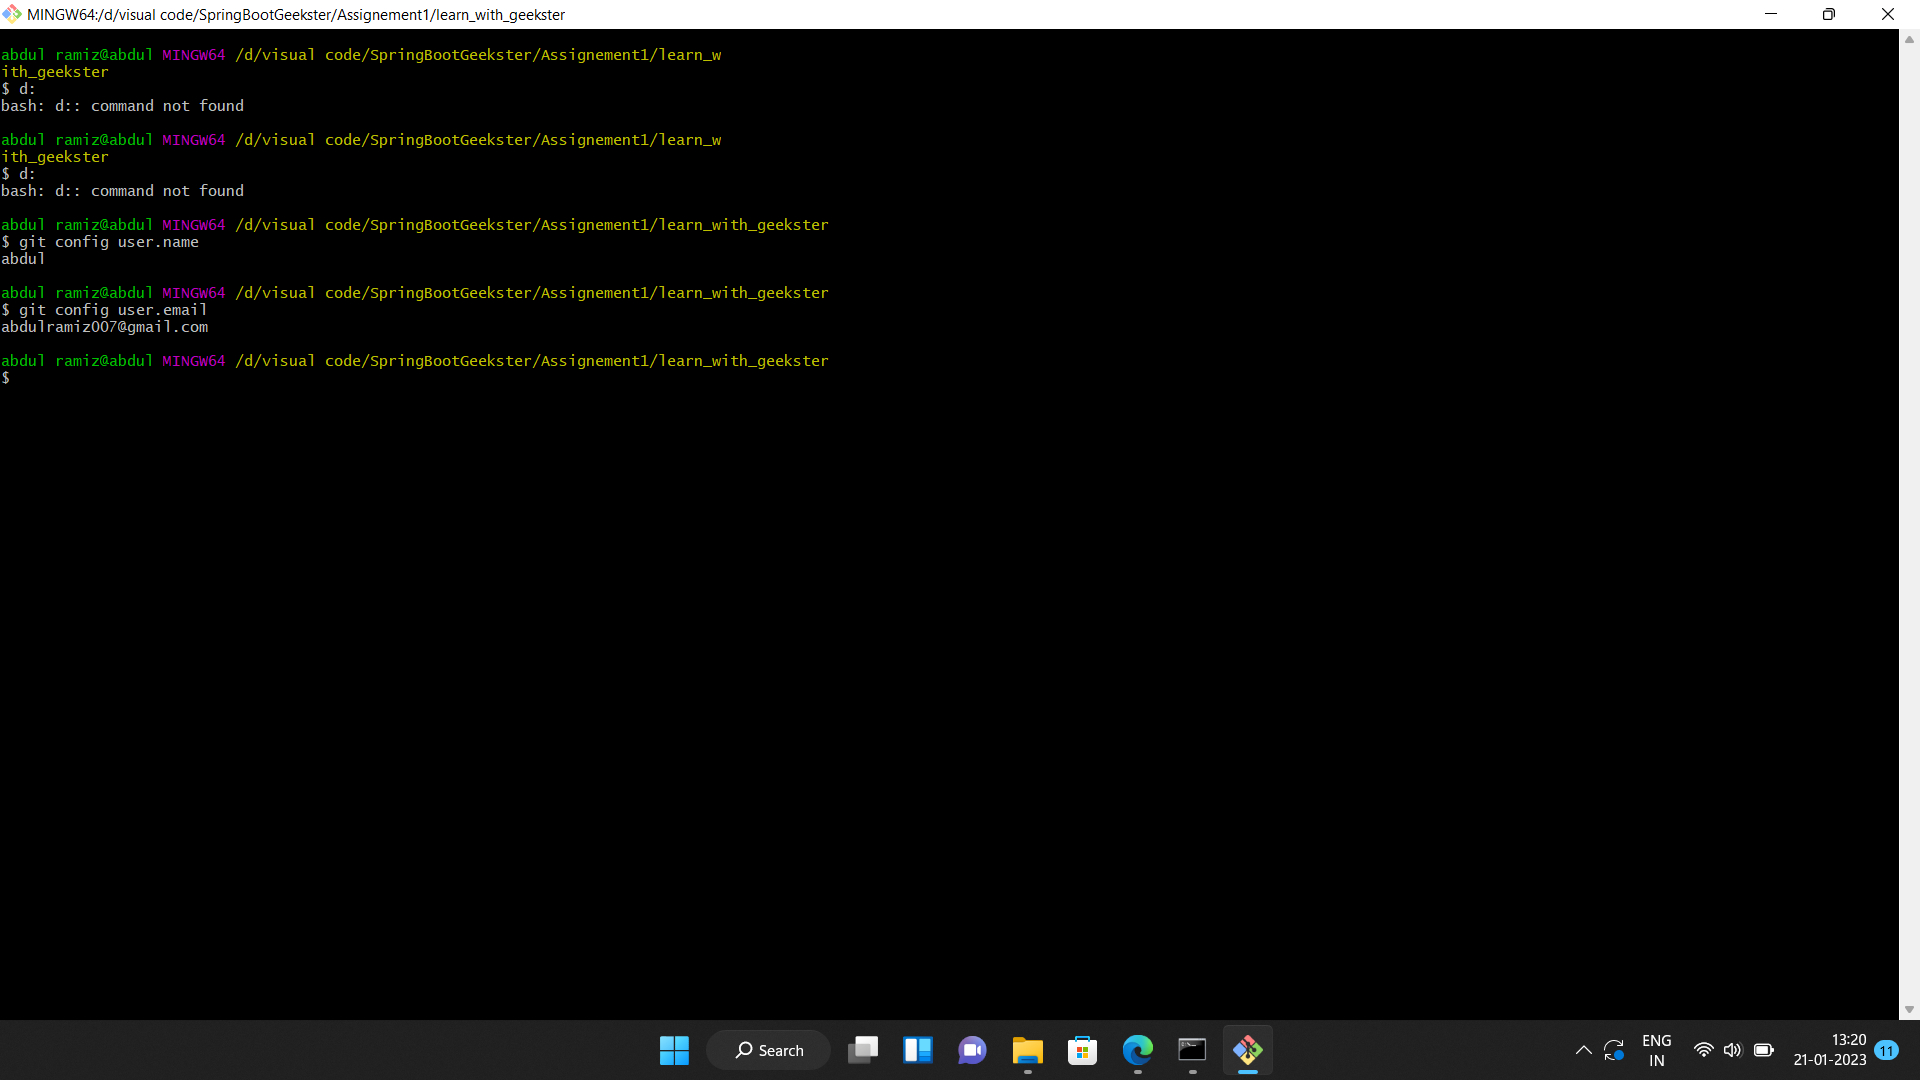 MINGW64:/d/visual code/SpringBootGeekster/Assignement1/learn_with_geekster
abdul ramiz@abdul MINGW64 /d/visual code/SpringBootGeekster/Assignement1/learn_w
ith_geekster
$ d:
bash: d:: command not found
abdul ramiz@abdul MINGW64 /d/visual code/SpringBootGeekster/Assignement1/learn_w
ith_geekster
$ d:
bash: d:: command not found
abdul ramiz@abdul MINGW64 /d/visual code/SpringBootGeekster/Assignement1/learn_with_geekster
$ git config user.name
abdul
abdul ramiz@abdul MINGW64 /d/visual code/SpringBootGeekster/Assignement1/learn_with_geekster
$ git config user.email
abdulramiz007@gmail.com
abdul ramiz@abdul MINGW64 /d/visual code/SpringBootGeekster/Assignement1/learn_with_geekster
$
Search
ENG
IN
13:20
21-01-2023
11